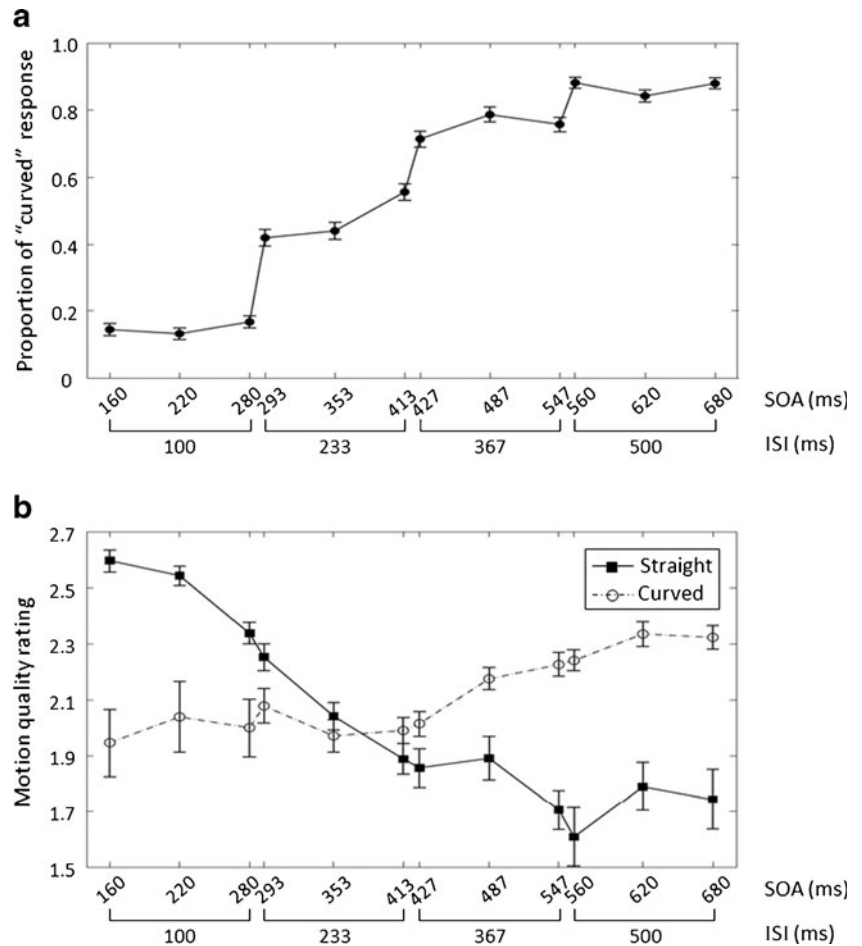 a
Proportion of “curved” response
1.0
0.8
0.6
0.4
0.2
0
160 220 280 293 353 413 427 487 547 560 620 680 SOA (ms)
100 233 367 500 ISI (ms)
b
Motion quality rating
2.7
2.5
2.3
2.1
1.9
1.7
1.5
Straight
Curved
160 220 280 293 353 413 427 487 547 560 620 680 SOA (ms)
100 233 367 500 ISI (ms)